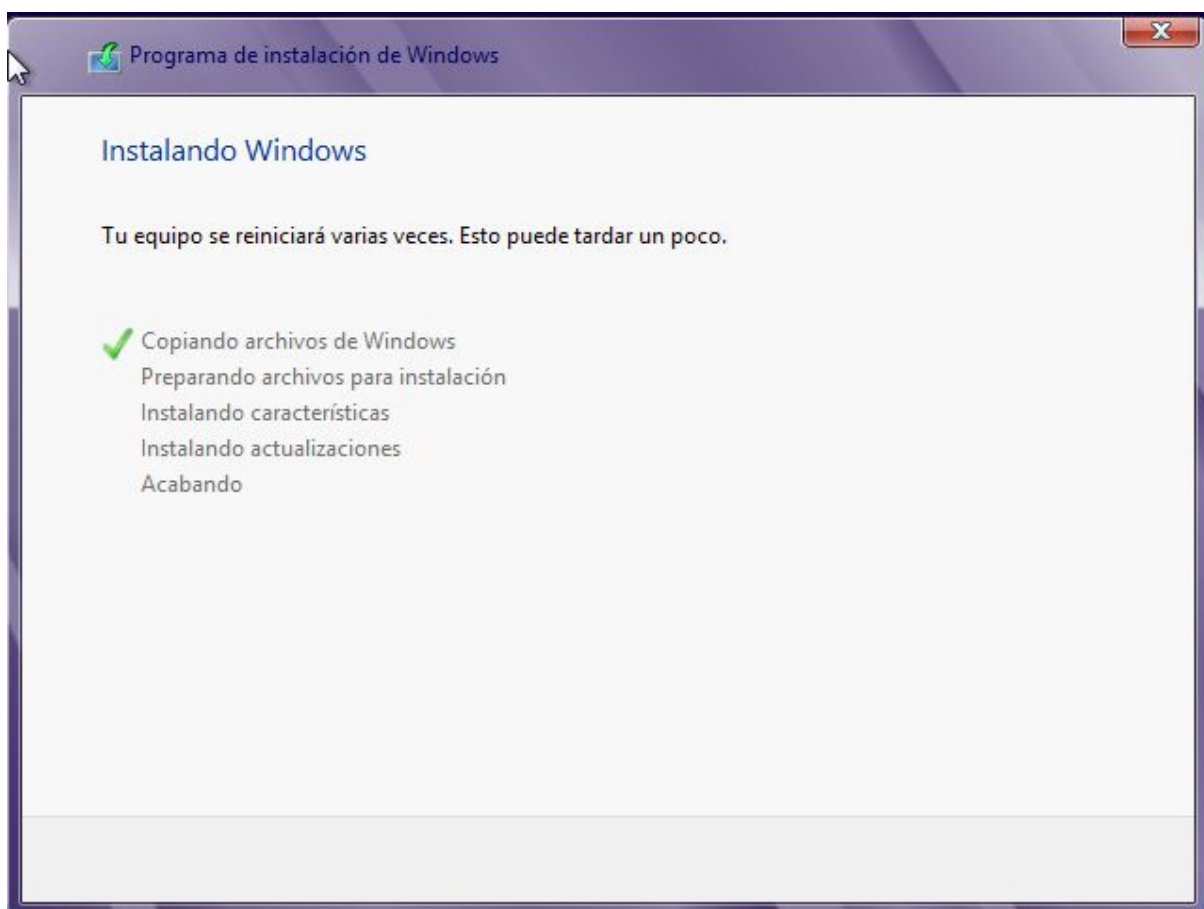 Programa de instalación de Windows
Instalando Windows
Tu equipo se reiniciará varias veces. Esto puede tardar un poco.
Copiando archivos de Windows
Preparando archivos para instalación
Instalando características
Instalando actualizaciones
Acabando